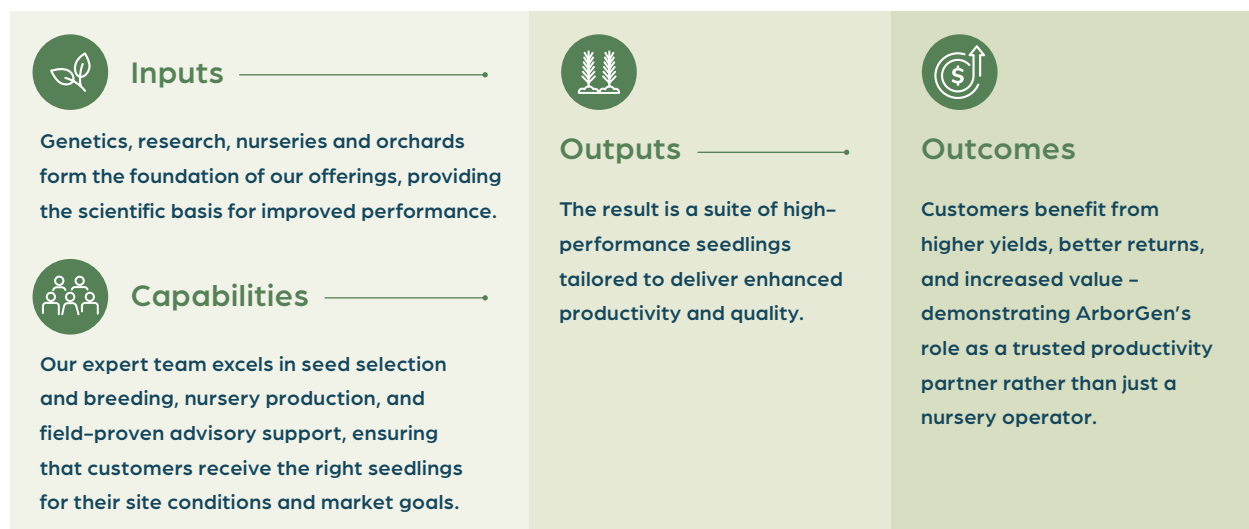 Inputs
Genetics, research, nurseries and orchards
form the foundation of our offerings, providing
the scientific basis for improved performance.
Capabilities
Our expert team excels in seed selection
and breeding, nursery production, and
field-proven advisory support, ensuring
that customers receive the right seedlings
for their site conditions and market goals.
Outputs
The result is a suite of high-
performance seedlings
tailored to deliver enhanced
productivity and quality.
$
Outcomes
Customers benefit from
higher yields, better returns,
and increased value –
demonstrating ArborGen’s
role as a trusted productivity
partner rather than just a
nursery operator.